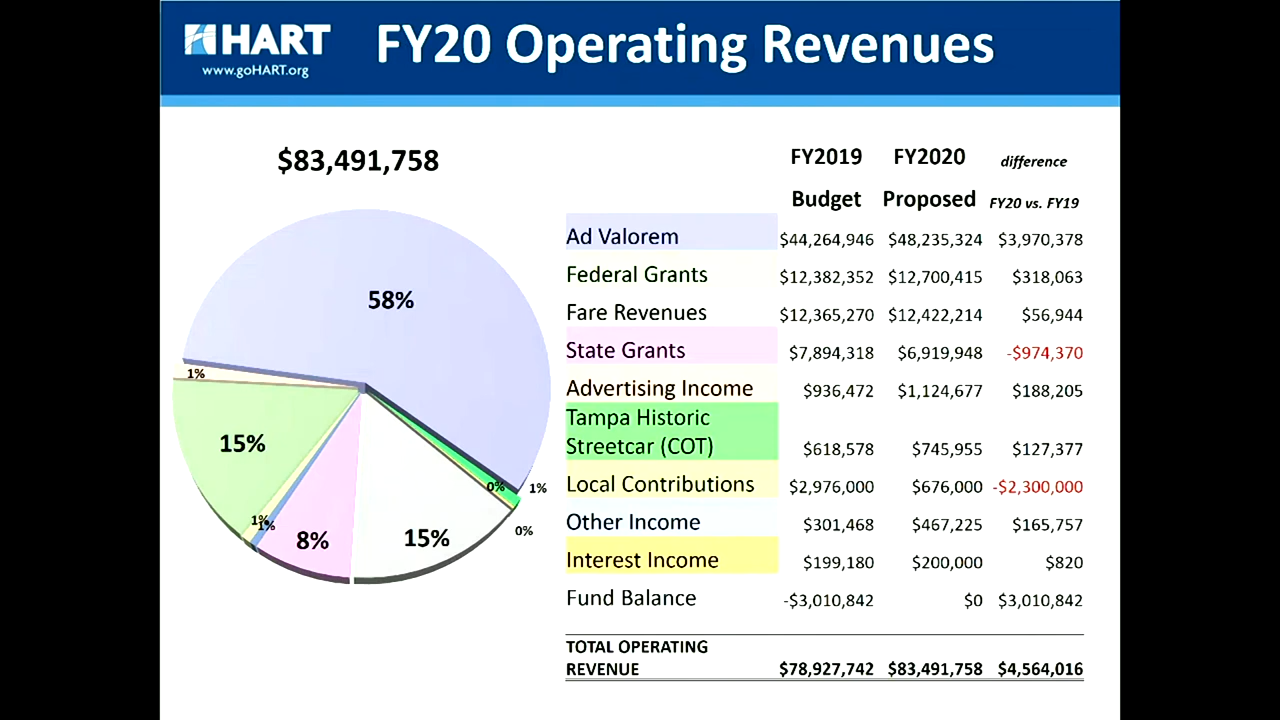 HART
www.goHART.org
FY20 Operating Revenues
$83,491,758
58%
1%
15%
1%
1%
8%
15%
0%
1%
0%
FY2019 FY2020 difference
Budget Proposed FY20 vs. FY19
Ad Valorem $44,264,946 $48,235,324 $3,970,378
Federal Grants $12,382,352 $12,700,415 $318,063
Fare Revenues $12,365,270 $12,422,214 $56,944
State Grants $7,894,318 $6,919,948 -$974,370
Advertising Income $936,472 $1,124,677 $188,205
Tampa Historic
Streetcar (COT) $618,578 $745,955 $127,377
Local Contributions $2,976,000 $676,000 -$2,300,000
Other Income $301,468 $467,225 $165,757
Interest Income $199,180 $200,000 $820
Fund Balance -$3,010,842 $0 $3,010,842
TOTAL OPERATING
REVENUE $78,927,742 $83,491,758 $4,564,016